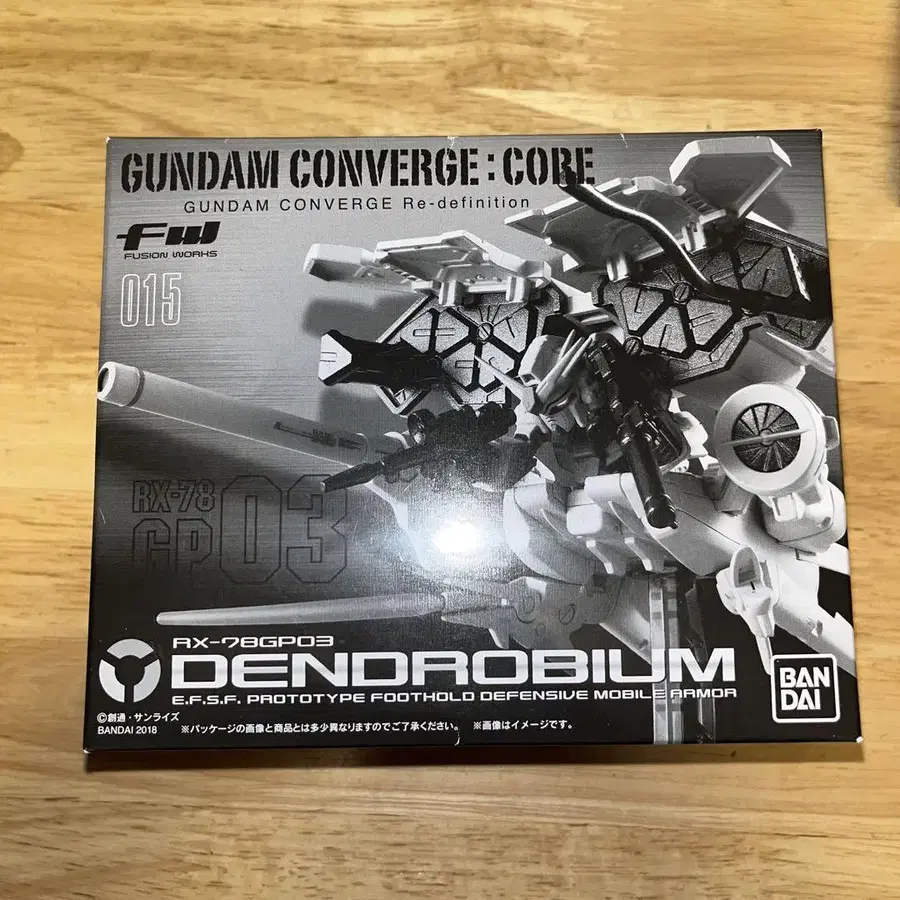 GUNDAM CONVERGE : CORE
GUNDAM CONVERGE Re-definition
FW
FUSION WORKS
015
RX-78
GP03
RX-78GP03
DENDROBIUM
E.F.S.F. PROTOTYPE FOOTHOLD DEFENSIVE MOBILE ARMOR
©創通・サンライズ
BANDAI 2018 ※パッケージの画像と商品とは多少異なりますのでご了承ください。 ※画像はイメージです。
BAN
DAI